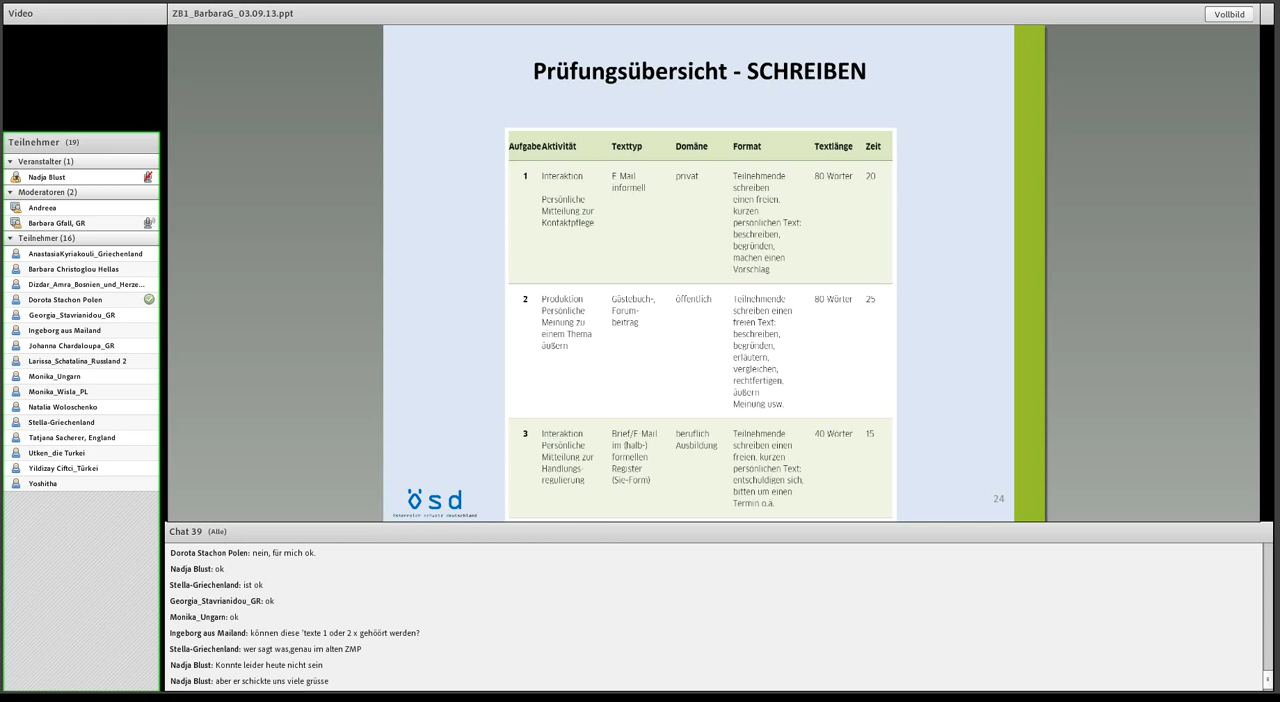 Video
ZB1_BarbaraG_03.09.13.ppt
Vollbild
Teilnehmer (19)
Veranstalter (1)
Nadja Blust
Moderatoren (2)
Andreea
Barbara Gfall, GR
Teilnehmer (16)
AnastasiaKyriakouli_Griechenland
Barbara Christoglou Hellas
Dizdar_Amra_Bosnien_und_Herze...
Dorota Stachon Polen
Georgia_Stavrianidou_GR
Ingeborg aus Mailand
Johanna Chardaloupa_GR
Larissa_Schatalina_Russland 2
Monika_Ungarn
Monika_Wisla_PL
Natalia Woloschenko
Stella-Griechenland
Tatjana Sacherer, England
Utken_die Turkei
Yildizay Ciftci_Türkei
Yoshitha
Prüfungsübersicht - SCHREIBEN
Aufgabe Aktivität Texttyp Domäne Format Textlänge Zeit
1 Interaktion E-Mail privat Teilnehmende 80 Wörter 20
informell schreiben
Persönliche einen freien,
Mitteilung zur kurzen
Kontaktpflege persönlichen Text:
beschreiben,
begründen,
machen einen
Vorschlag
2 Produktion Gästebuch-, öffentlich Teilnehmende 80 Wörter 25
Persönliche Forum- schreiben einen
Meinung zu beitrag freien Text:
einem Thema beschreiben,
äußern begründen,
erläutern,
vergleichen,
rechtfertigen,
äußern
Meinung usw.
3 Interaktion Brief/E-Mail beruflich Teilnehmende 40 Wörter 15
Persönliche im (halb-) Ausbildung schreiben einen
Mitteilung zur formellen freien, kurzen
Handlungs- Register persönlichen Text:
regulierung (Sie-Form) entschuldigen sich,
bitten um einen
Termin o.ä.
ösd
österreich schweiz deutschland
24
Chat 39 (Alle)
Dorota Stachon Polen: nein, für mich ok.
Nadja Blust: ok
Stella-Griechenland: ist ok
Georgia_Stavrianidou_GR: ok
Monika_Ungarn: ok
Ingeborg aus Mailand: können diese 'texte 1 oder 2 x gehöört werden?
Stella-Griechenland: wer sagt was,genau im alten ZMP
Nadja Blust: Konnte leider heute nicht sein
Nadja Blust: aber er schickte uns viele grüsse